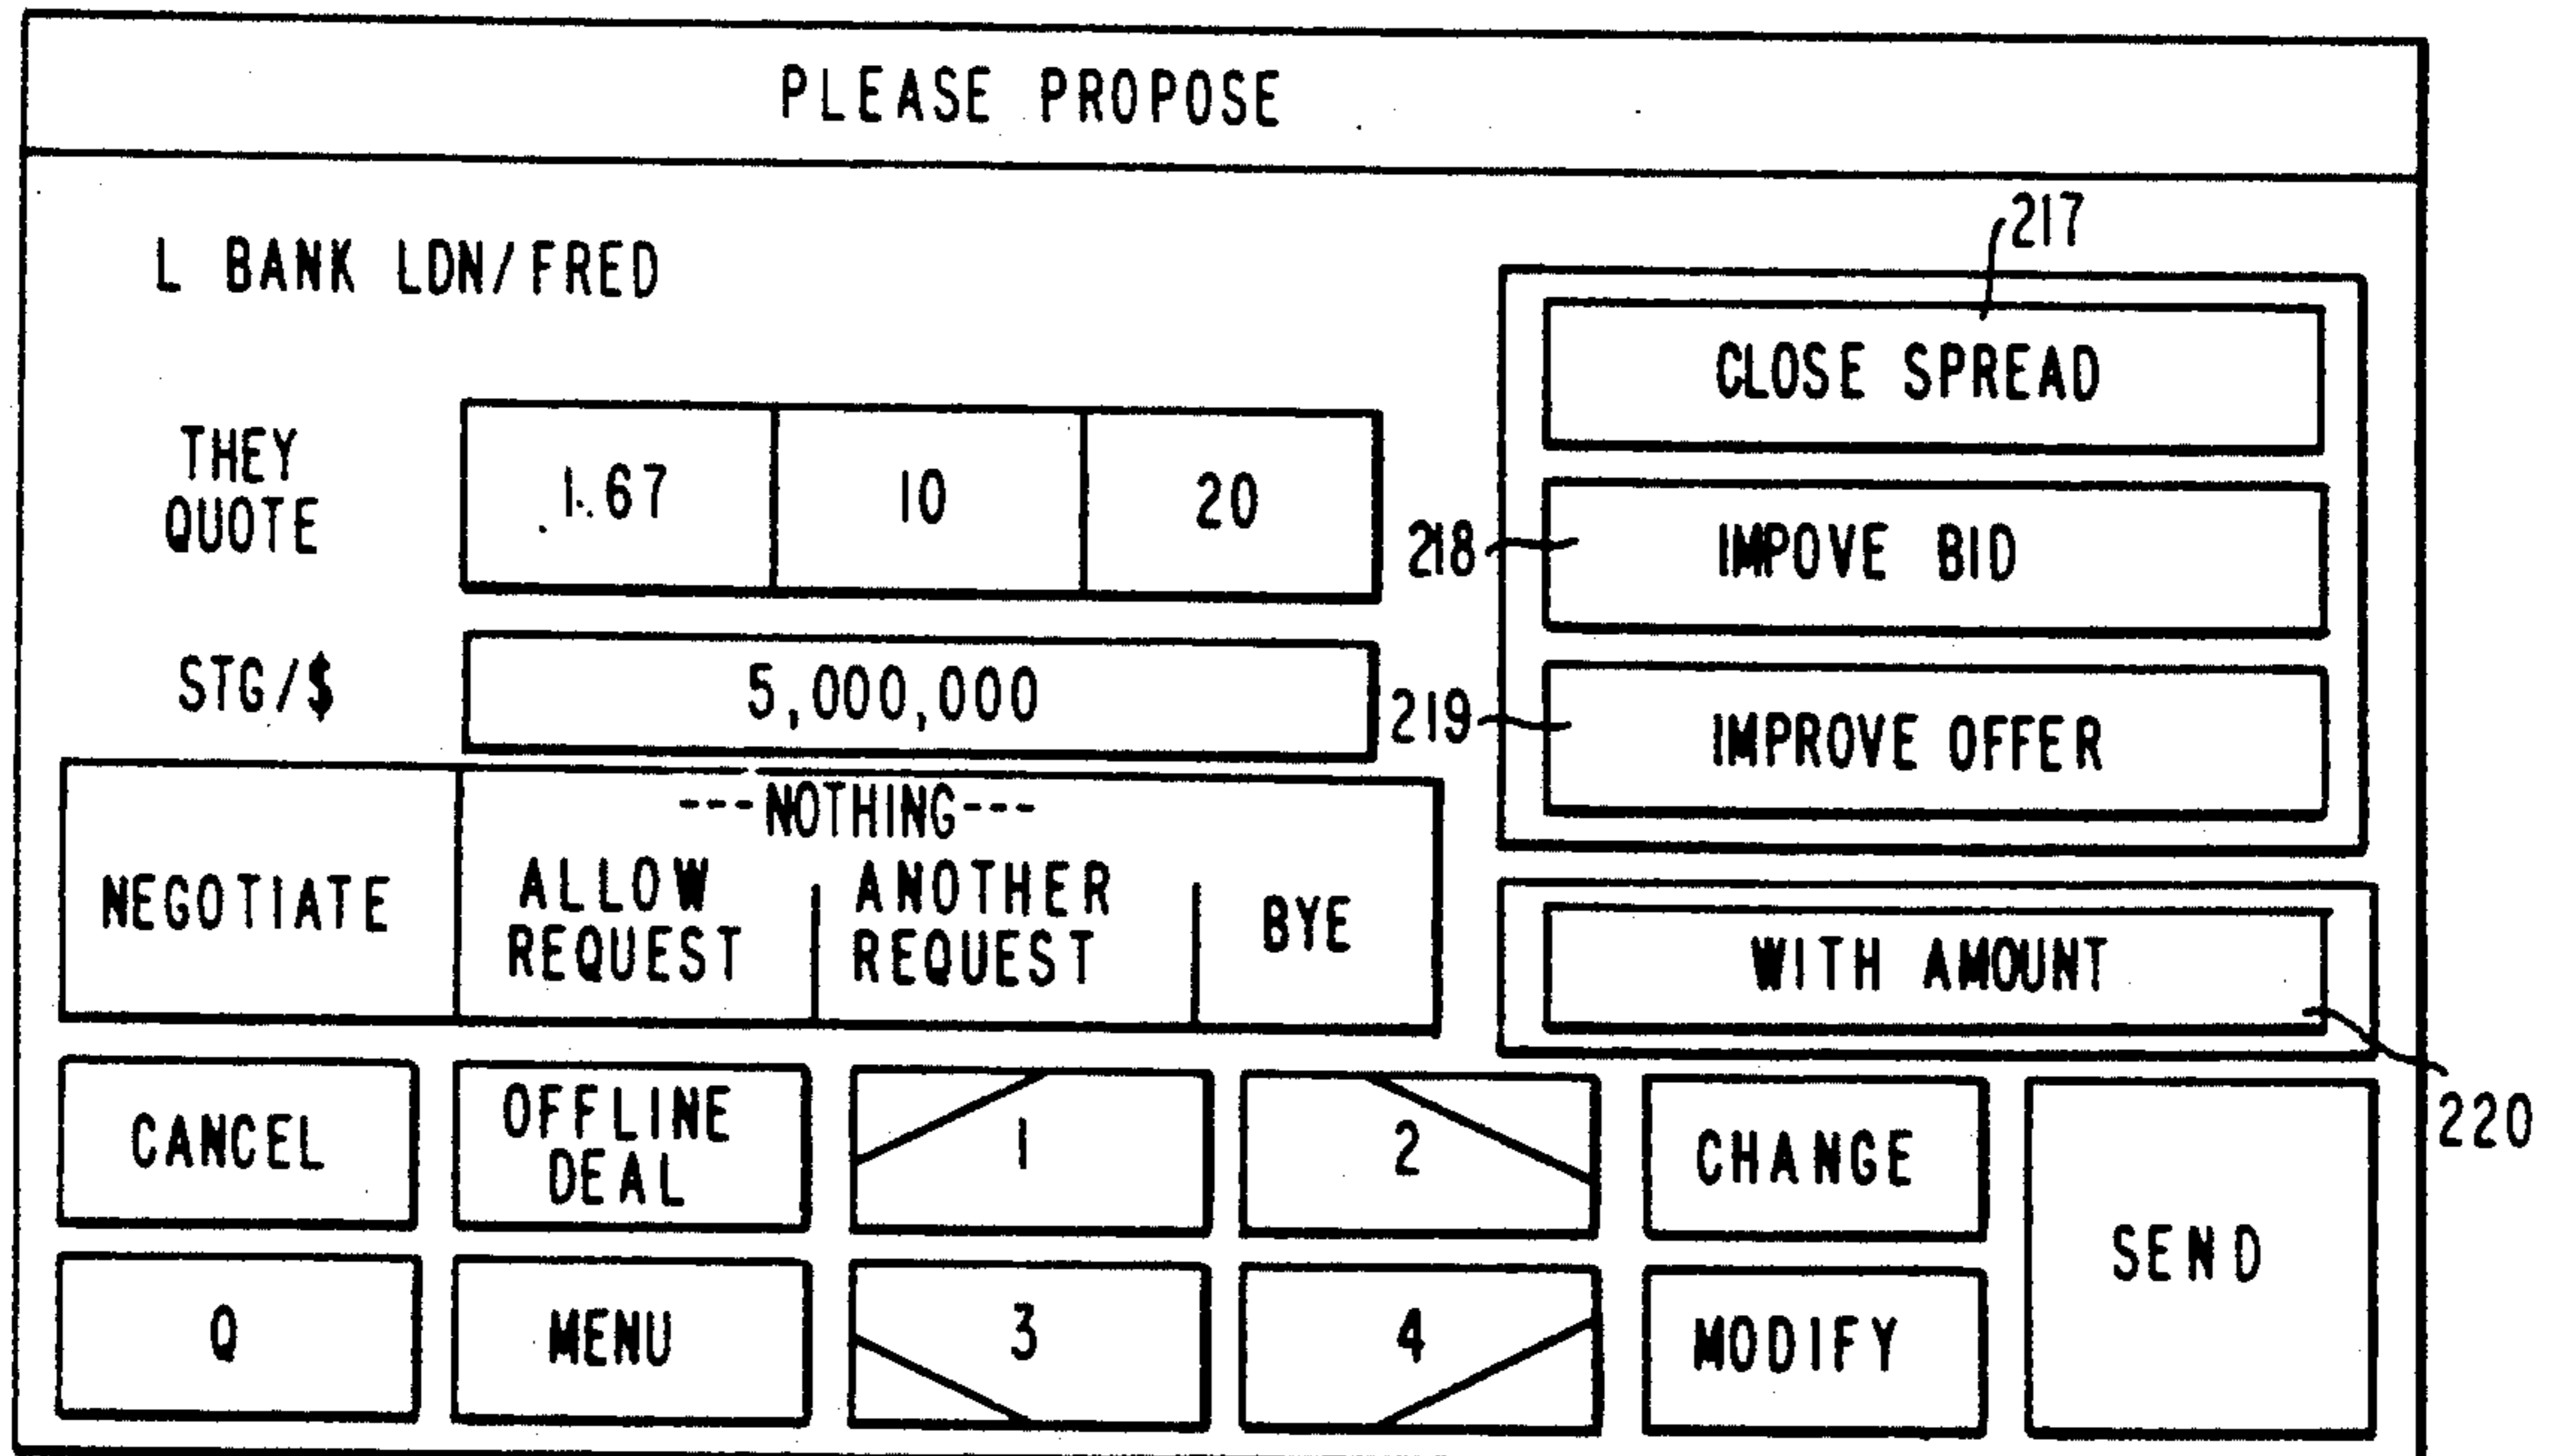 PLEASE PROPOSE
L BANK LDN/FRED
217
CLOSE SPREAD
THEY
QUOTE
1.67
10
20
218
IMPOVE BID
STG/$
5,000,000
219
IMPROVE OFFER
---NOTHING---
NEGOTIATE
ALLOW
REQUEST
ANOTHER
REQUEST
BYE
WITH AMOUNT
220
CANCEL
OFFLINE
DEAL
1
2
CHANGE
SEND
Q
MENU
3
4
MODIFY